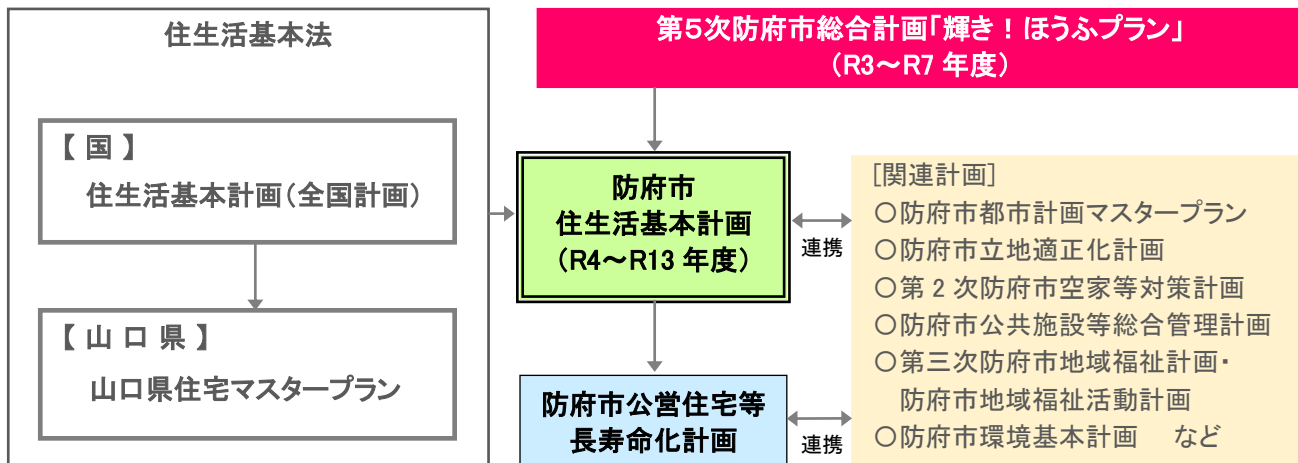 住生活基本法
【 国 】
住生活基本計画(全国計画)
【 山 口 県 】
山口県住宅マスタープラン
第5次防府市総合計画「輝き！ほうふプラン」
(R3～R7 年度)
防府市
住生活基本計画
(R4～R13 年度)
連携
防府市公営住宅等
長寿命化計画
連携
[関連計画]
○防府市都市計画マスタープラン
○防府市立地適正化計画
○第 2 次防府市空家等対策計画
○防府市公共施設等総合管理計画
○第三次防府市地域福祉計画・
防府市地域福祉活動計画
○防府市環境基本計画　など